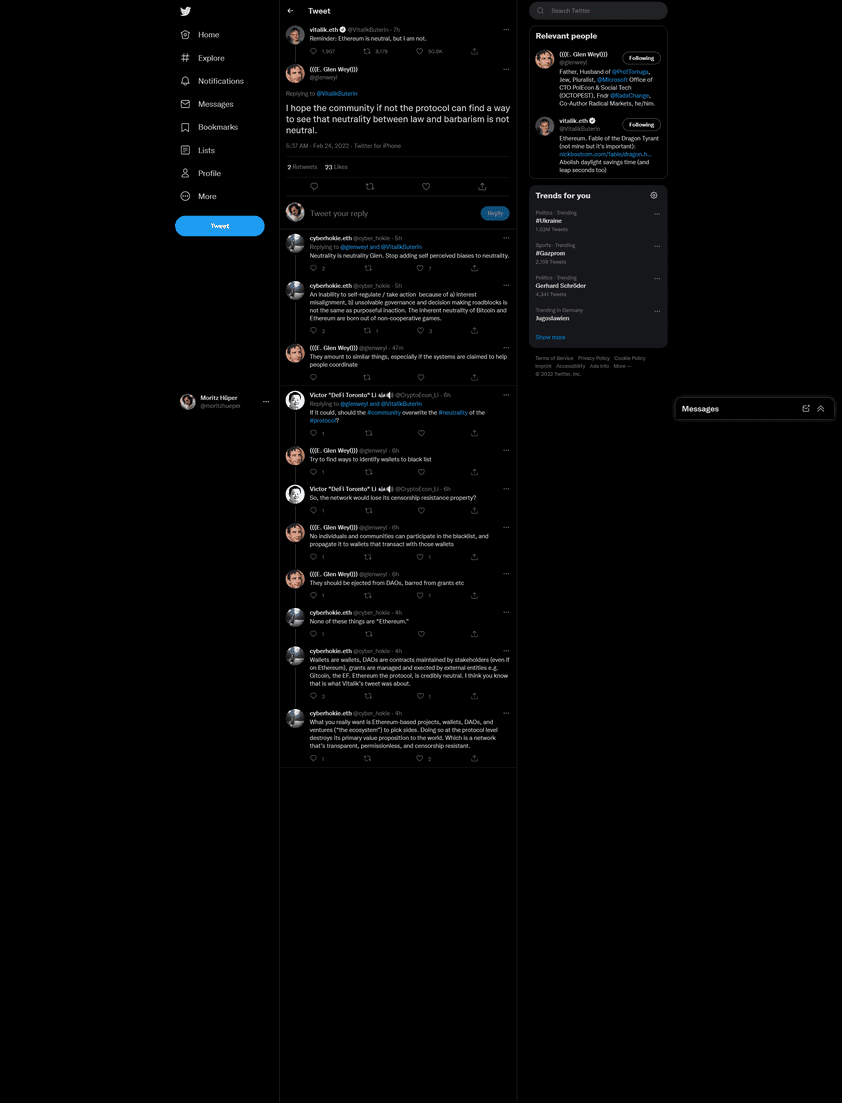 Home
Explore
Notifications
Messages
Bookmarks
Lists
Profile
More
Tweet
Moritz Hüper
@moritzhueper
Tweet
vitalik.eth @VitalikButerin · 7h
Reminder: Ethereum is neutral, but I am not.
1,907 8,179 50.8K
(((E. Glen Weyl)))
@glenweyl
Replying to @VitalikButerin
I hope the community if not the protocol can find a way
to see that neutrality between law and barbarism is not
neutral.
5:37 AM · Feb 24, 2022 · Twitter for iPhone
2 Retweets 23 Likes
Tweet your reply
Reply
cyberhokie.eth @cyber_hokie · 5h
Replying to @glenweyl and @VitalikButerin
Neutrality is neutrality Glen. Stop adding self perceived biases to neutrality.
2 7
cyberhokie.eth @cyber_hokie · 5h
An inability to self-regulate / take action because of a) interest
misalignment, b) unsolvable governance and decision making roadblocks is
not the same as purposeful inaction. The inherent neutrality of Bitcoin and
Ethereum are born out of non-cooperative games.
2 1 3
(((E. Glen Weyl))) @glenweyl · 47m
They amount to similar things, especially if the systems are claimed to help
people coordinate
Victor "DeFi Toronto" Li @CryptoEcon_Li · 6h
Replying to @glenweyl and @VitalikButerin
If it could, should the #community overwrite the #neutrality of the
#protocol?
1
(((E. Glen Weyl))) @glenweyl · 6h
Try to find ways to identify wallets to black list
1
Victor "DeFi Toronto" Li @CryptoEcon_Li · 6h
So, the network would lose its censorship resistance property?
1
(((E. Glen Weyl))) @glenweyl · 6h
No individuals and communities can participate in the blacklist, and
propagate it to wallets that transact with those wallets
1 1
(((E. Glen Weyl))) @glenweyl · 6h
They should be ejected from DAOs, barred from grants etc
1 1
cyberhokie.eth @cyber_hokie · 4h
None of these things are "Ethereum."
1
cyberhokie.eth @cyber_hokie · 4h
Wallets are wallets, DAOs are contracts maintained by stakeholders (even if
on Ethereum), grants are managed and exected by external entities e.g.
Gitcoin, the EF. Ethereum the protocol, is credibly neutral. I think you know
that is what Vitalik's tweet was about.
2 1
cyberhokie.eth @cyber_hokie · 4h
What you really want is Ethereum-based projects, wallets, DAOs, and
ventures ("the ecosystem") to pick sides. Doing so at the protocol level
destroys its primary value proposition to the world. Which is a network
that's transparent, permissionless, and censorship resistant.
1 2
Search Twitter
Relevant people
(((E. Glen Weyl)))
@glenweyl
Following
Father, Husband of @ProfTortuga,
Jew, Pluralist, @Microsoft Office of
CTO PolEcon & Social Tech
(OCTOPEST), Fndr @RadxChange,
Co-Author Radical Markets, he/him.
vitalik.eth
@VitalikButerin
Following
Ethereum. Fable of the Dragon Tyrant
(not mine but it's important):
nickbostrom.com/fable/dragon.h...
Abolish daylight savings time (and
leap seconds too)
Trends for you
Politics · Trending
#Ukraine
1.03M Tweets
Sports · Trending
#Gazprom
2,158 Tweets
Politics · Trending
Gerhard Schröder
4,341 Tweets
Trending in Germany
Jugoslawien
Show more
Terms of Service Privacy Policy Cookie Policy
Imprint Accessibility Ads info More ···
© 2022 Twitter, Inc.
Messages